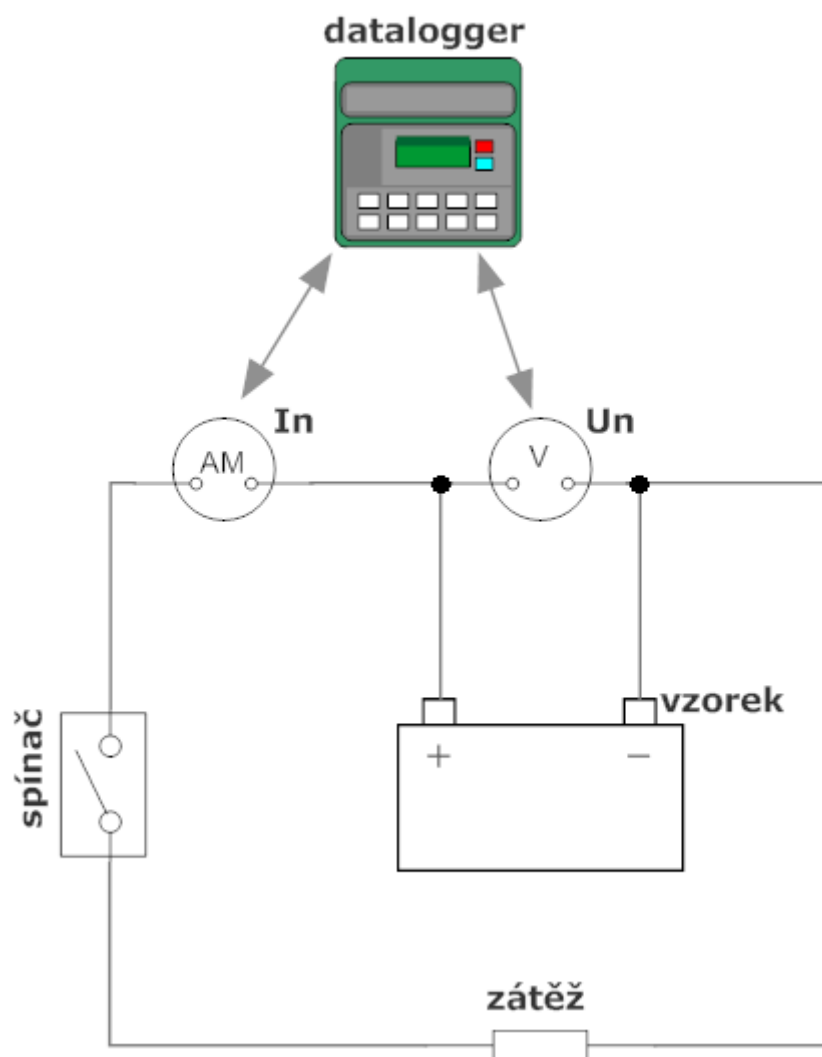 datalogger
In
Un
AM
V
vzorek
+
−
spínač
zátěž